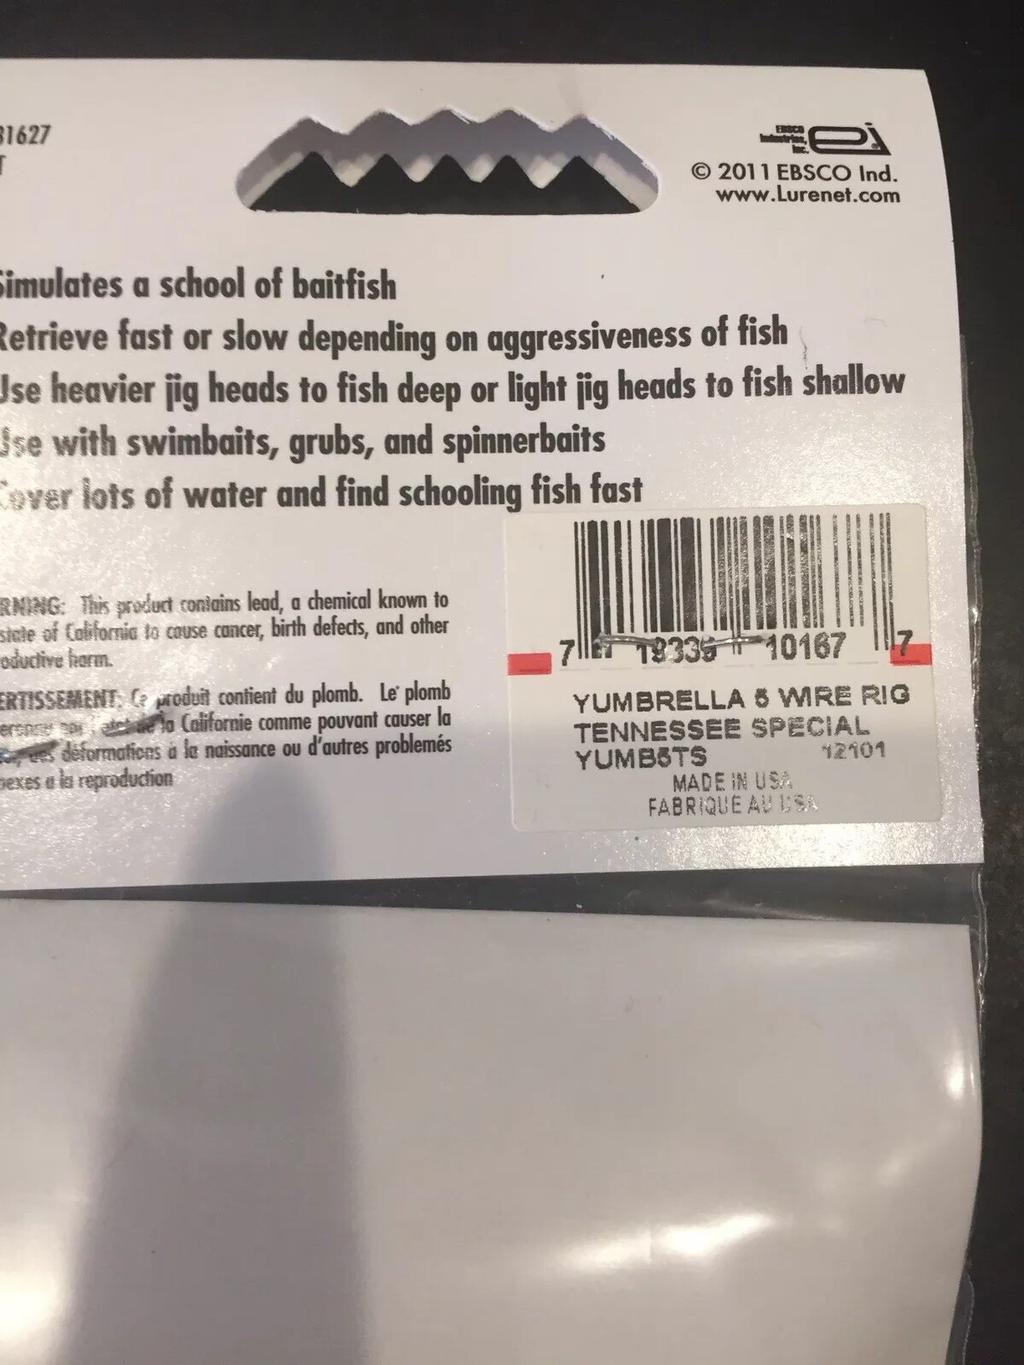 31627
EBSCO
Industries,
Inc.
ei
© 2011 EBSCO Ind.
www.Lurenet.com
Simulates a school of baitfish
Retrieve fast or slow depending on aggressiveness of fish
Use heavier jig heads to fish deep or light jig heads to fish shallow
Use with swimbaits, grubs, and spinnerbaits
Cover lots of water and find schooling fish fast
RNING: This product contains lead, a chemical known to
state of California to cause cancer, birth defects, and other
oductive harm.
ERTISSEMENT: Ce produit contient du plomb. Le plomb
de la Californie comme pouvant causer la
des déformations a la naissance ou d'autres problemés
nexes a la reproduction
7 10167 7
YUMBRELLA 5 WIRE RIG
TENNESSEE SPECIAL
YUMB5TS 12101
MADE IN USA
FABRIQUE AU USA